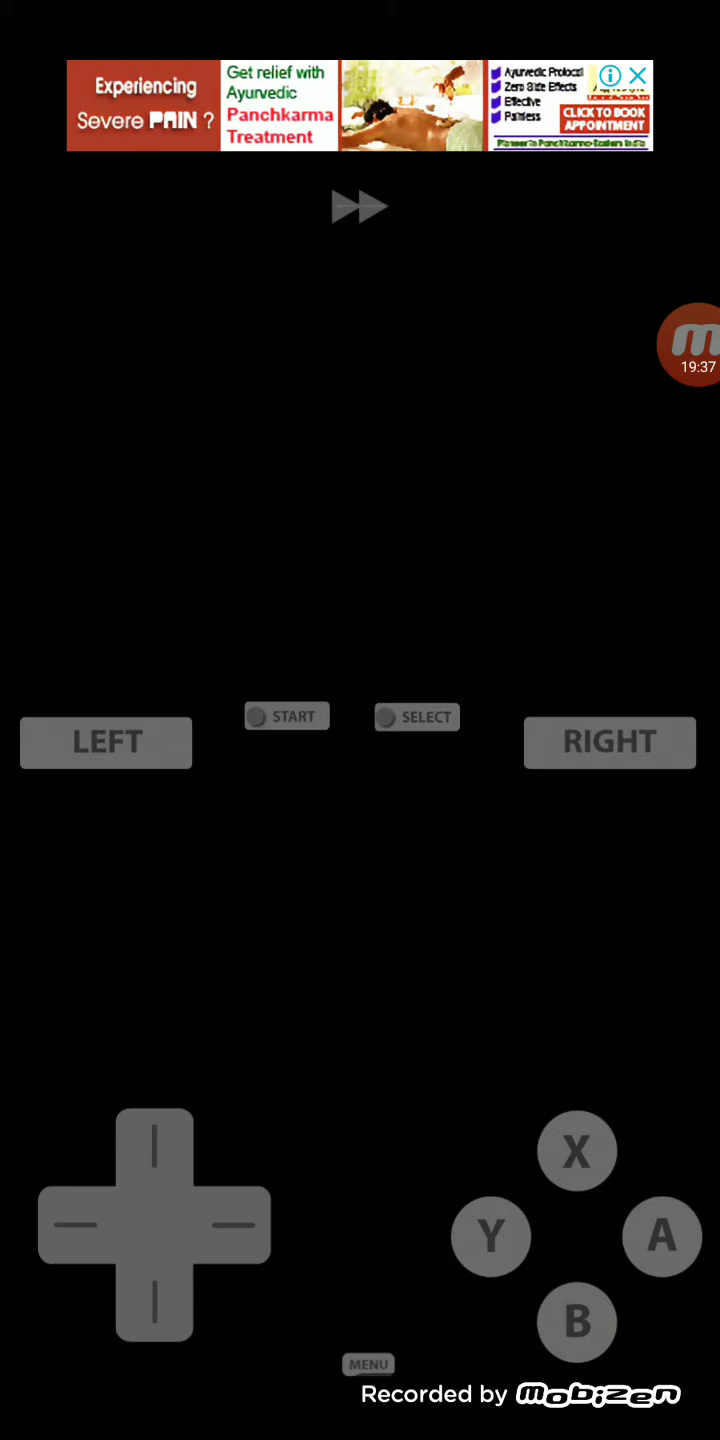 Experiencing
Severe PAIN ?
Get relief with
Ayurvedic
Panchkarma
Treatment
Ayurvedic Protocol
Zero Side Effects
Effective
Painless
CLICK TO BOOK
APPOINTMENT
19:37
START
SELECT
LEFT
RIGHT
X
Y
A
B
MENU
Recorded by mobizen